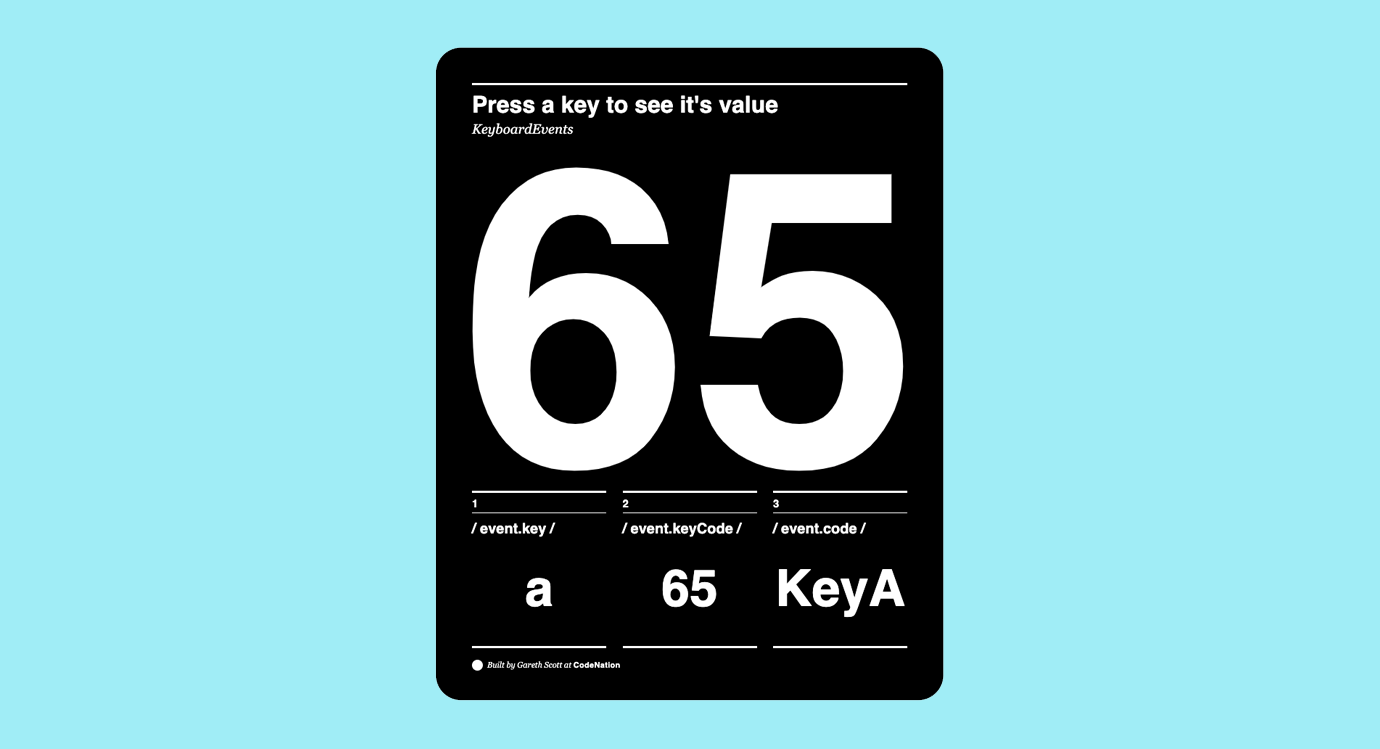 Press a key to see it's value
KeyboardEvents
65
1
/ event.key /
a
2
/ event.keyCode /
65
3
/ event.code /
KeyA
Built by Gareth Scott at CodeNation